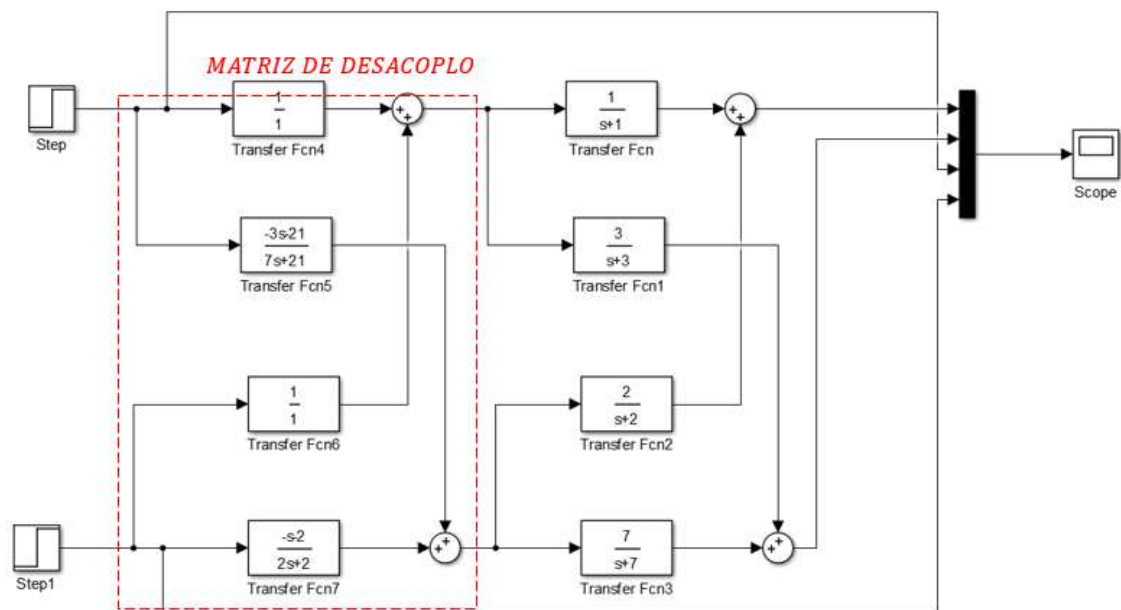 MATRIZ DE DESACOPLO
Step
1
1
Transfer Fcn4
1
s+1
Transfer Fcn
Scope
-3s-21
7s+21
Transfer Fcn5
3
s+3
Transfer Fcn1
1
1
Transfer Fcn6
2
s+2
Transfer Fcn2
Step1
-s-2
2s+2
Transfer Fcn7
7
s+7
Transfer Fcn3